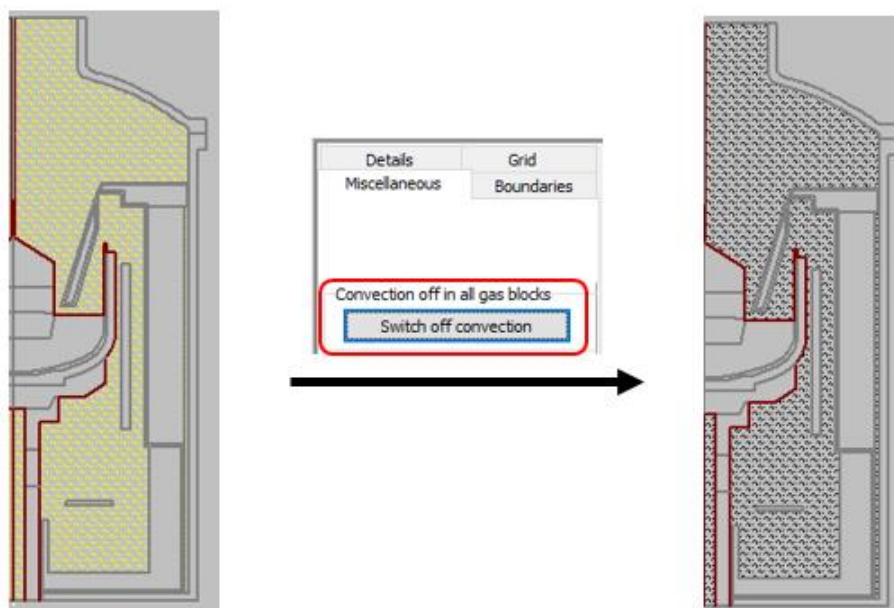 Details Grid
Miscellaneous Boundaries
Convection off in all gas blocks
Switch off convection